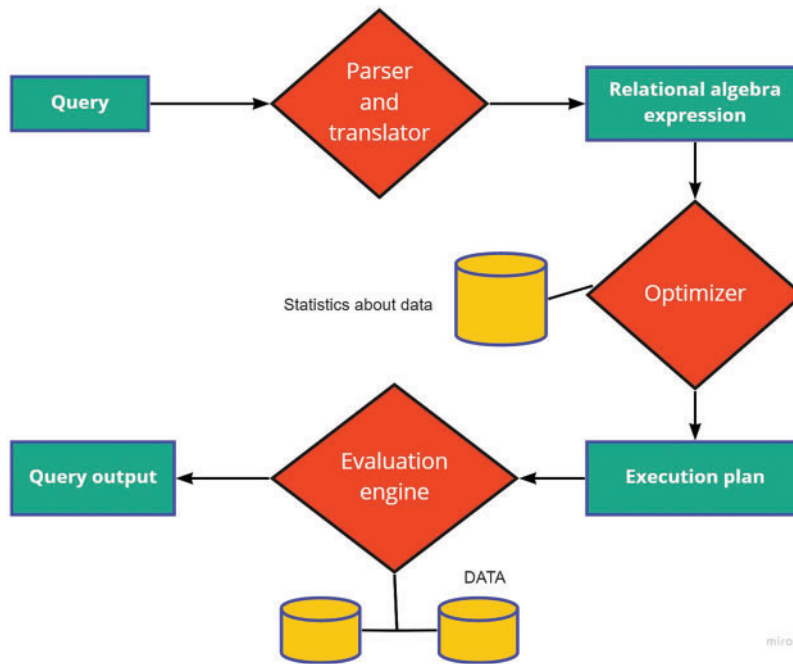 Query
Parser
and
translator
Relational algebra
expression
Statistics about data
Optimizer
Query output
Evaluation
engine
Execution plan
DATA
miro